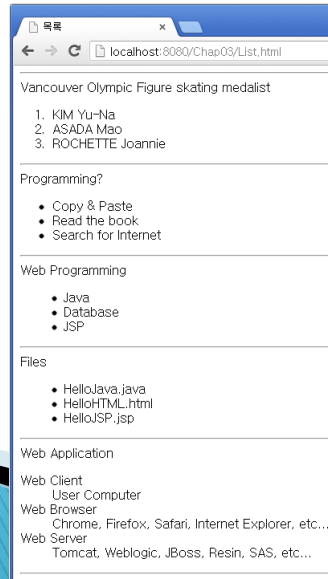 목록
localhost:8080/Chap03/List.html
Vancouver Olympic Figure skating medalist
1. KIM Yu-Na
2. ASADA Mao
3. ROCHETTE Joannie
Programming?
• Copy & Paste
• Read the book
• Search for Internet
Web Programming
• Java
• Database
• JSP
Files
• HelloJava.java
• HelloHTML.html
• HelloJSP.jsp
Web Application
Web Client
User Computer
Web Browser
Chrome, Firefox, Safari, Internet Explorer, etc...
Web Server
Tomcat, Weblogic, JBoss, Resin, SAS, etc...